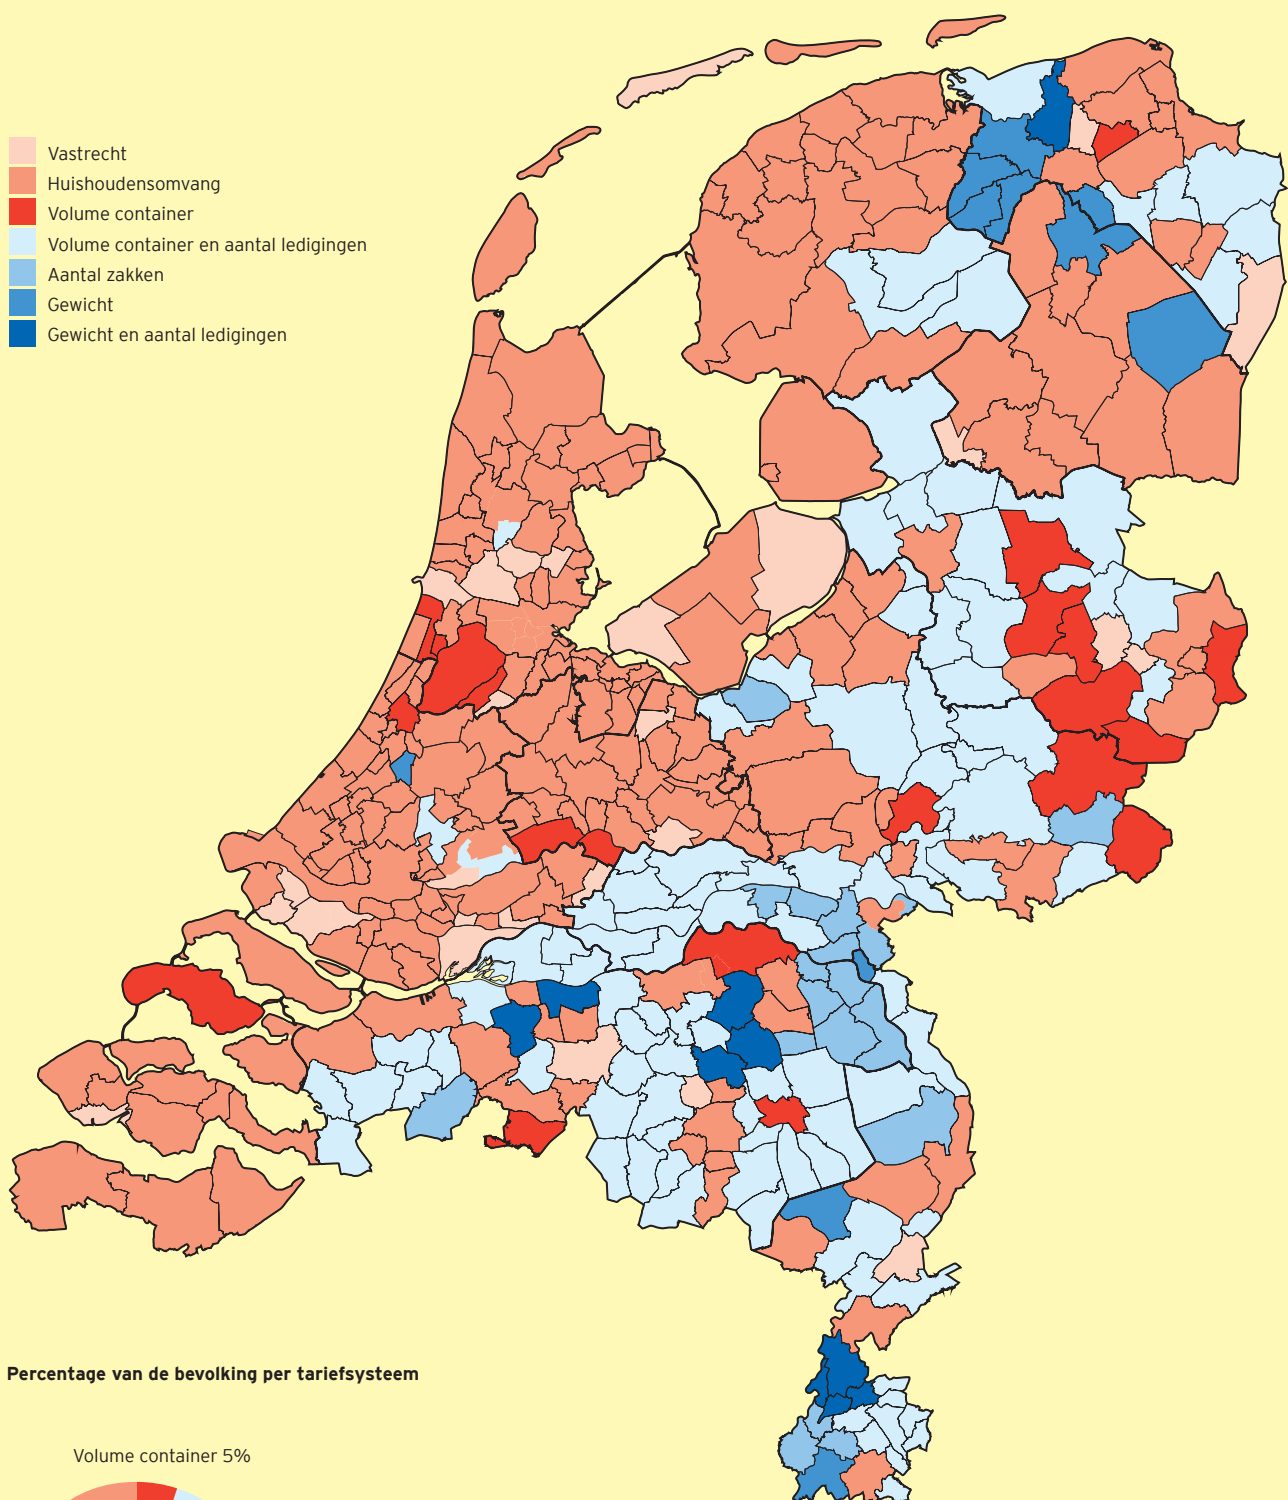 Vastrecht
Huishoudensomvang
Volume container
Volume container en aantal ledigingen
Aantal zakken
Gewicht
Gewicht en aantal ledigingen
Percentage van de bevolking per tariefsysteem
Volume container 5%